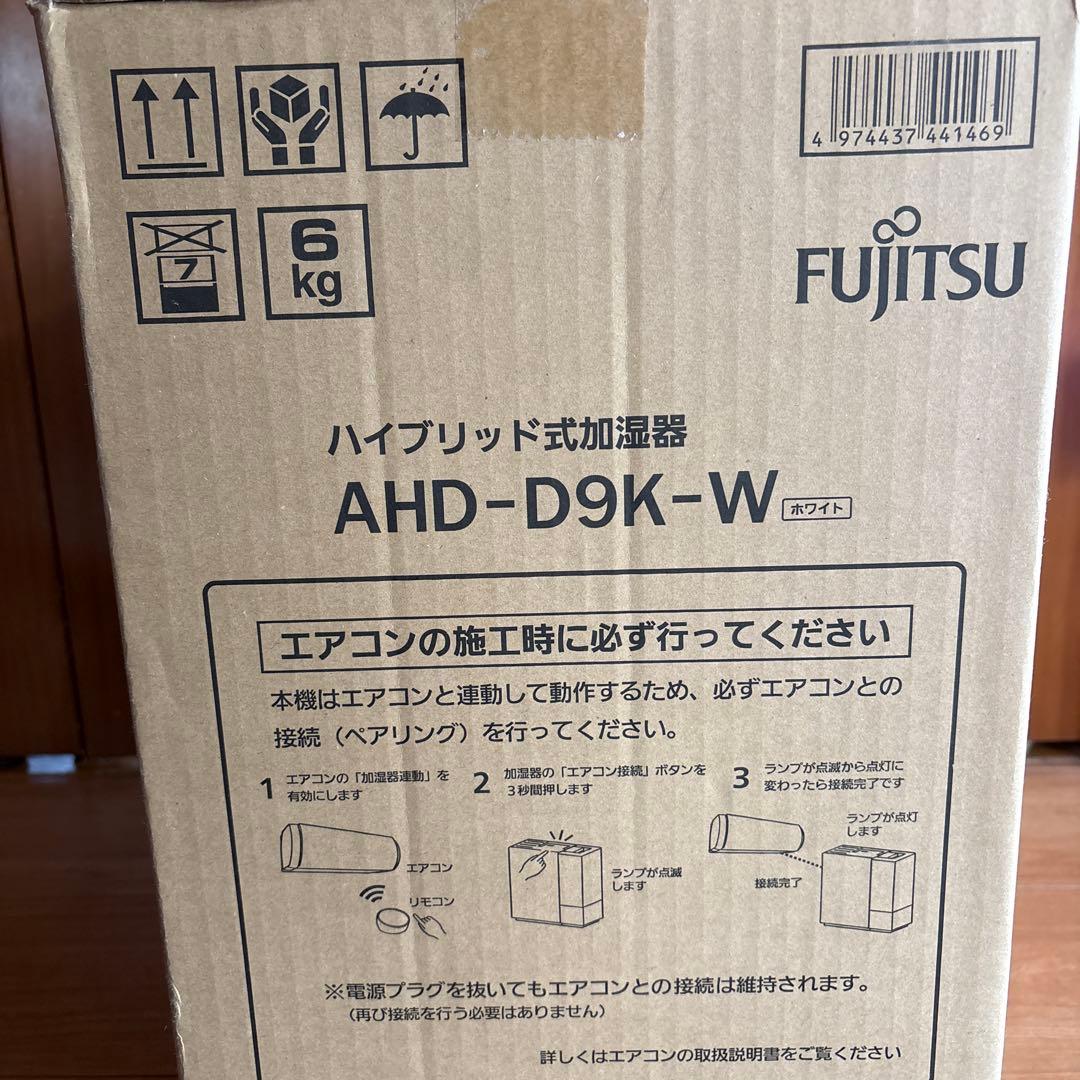 4 974437 441469
7
6
kg
FUJITSU
ハイブリッド式加湿器
AHD-D9K-W ホワイト
エアコンの施工時に必ず行ってください
本機はエアコンと連動して動作するため、必ずエアコンとの
接続（ペアリング）を行ってください。
1 エアコンの「加湿器連動」を
有効にします
エアコン
リモコン
2 加湿器の「エアコン接続」ボタンを
3秒間押します
ランプが点滅
します
3 ランプが点滅から点灯に
変わったら接続完了です
ランプが点灯
します
接続完了
※電源プラグを抜いてもエアコンとの接続は維持されます。
（再び接続を行う必要はありません）
詳しくはエアコンの取扱説明書をご覧ください